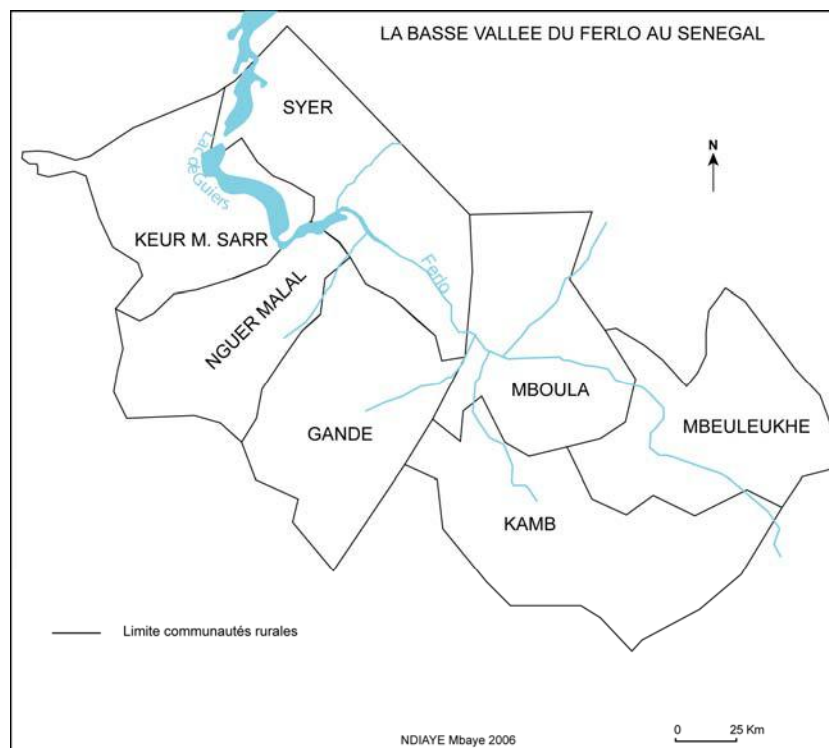 LA BASSE VALLEE DU FERLO AU SENEGAL
SYER
N
Lac de Guiers
KEUR M. SARR
Ferlo
NGUER MALAL
MBOULA
MBEULEUKHE
GANDE
KAMB
Limite communautés rurales
0 25 Km
NDIAYE Mbaye 2006